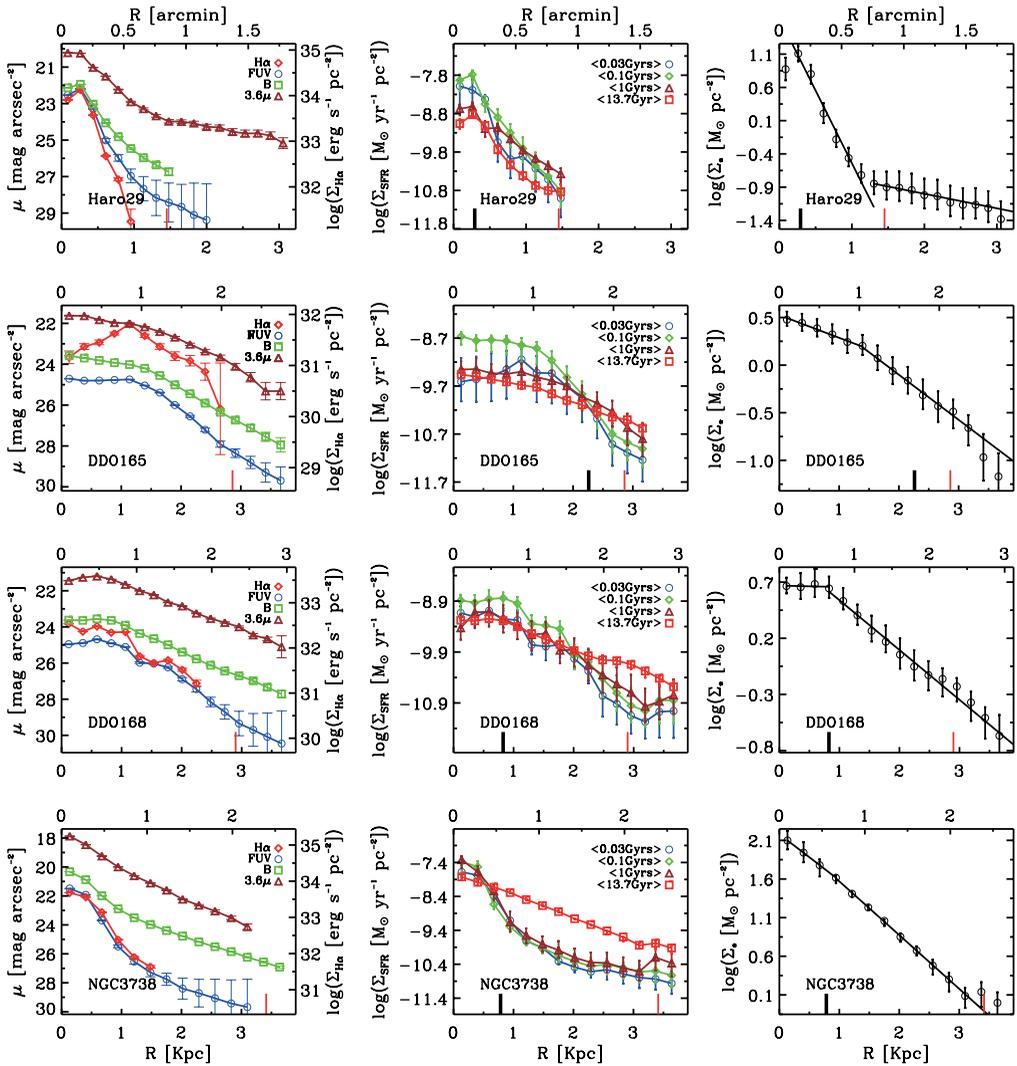 R [arcmin] R [arcmin] R [arcmin]
0 0.5 1 1.5 0 0.5 1 1.5 0 0.5 1 1.5
μ [mag arcsec⁻²]
21
23
25
27
29
Hα
FUV
B
3.6μ
Haro29
35
34
33
32
log(Σ_Hα [erg s⁻¹ pc⁻²])
log(Σ_SFR [M⊙ yr⁻¹ pc⁻²])
−7.8
−8.8
−9.8
−10.8
−11.8
<0.03Gyrs>
<0.1Gyrs>
<1Gyrs>
<13.7Gyr>
Haro29
log(Σ⁎ [M⊙ pc⁻²])
1.1
0.6
0.1
−0.4
−0.9
−1.4
Haro29
0 1 2 3 0 1 2 3 0 1 2 3
0 1 2 0 1 2 0 1 2
μ [mag arcsec⁻²]
22
24
26
28
30
Hα
FUV
B
3.6μ
DDO165
32
31
30
29
log(Σ_Hα [erg s⁻¹ pc⁻²])
log(Σ_SFR [M⊙ yr⁻¹ pc⁻²])
−8.7
−9.7
−10.7
−11.7
<0.03Gyrs>
<0.1Gyrs>
<1Gyrs>
<13.7Gyr>
DDO165
log(Σ⁎ [M⊙ pc⁻²])
0.5
0.0
−0.5
−1.0
DDO165
0 1 2 3 0 1 2 3 0 1 2 3
0 1 2 3 0 1 2 3 0 1 2
μ [mag arcsec⁻²]
22
24
26
28
30
Hα
FUV
B
3.6μ
DDO168
33
32
31
30
log(Σ_Hα [erg s⁻¹ pc⁻²])
log(Σ_SFR [M⊙ yr⁻¹ pc⁻²])
−8.9
−9.9
−10.9
<0.03Gyrs>
<0.1Gyrs>
<1Gyrs>
<13.7Gyr>
DDO168
log(Σ⁎ [M⊙ pc⁻²])
0.7
0.2
−0.3
−0.8
DDO168
0 1 2 3 0 1 2 3 0 1 2 3
0 1 2 0 1 2 0 1 2
μ [mag arcsec⁻²]
18
20
22
24
26
28
30
Hα
FUV
B
3.6μ
NGC3738
35
34
33
32
31
log(Σ_Hα [erg s⁻¹ pc⁻²])
log(Σ_SFR [M⊙ yr⁻¹ pc⁻²])
−7.4
−8.4
−9.4
−10.4
−11.4
<0.03Gyrs>
<0.1Gyrs>
<1Gyrs>
<13.7Gyr>
NGC3738
log(Σ⁎ [M⊙ pc⁻²])
2.1
1.6
1.1
0.6
0.1
NGC3738
0 1 2 3 0 1 2 3 0 1 2 3
R [Kpc] R [Kpc] R [Kpc]